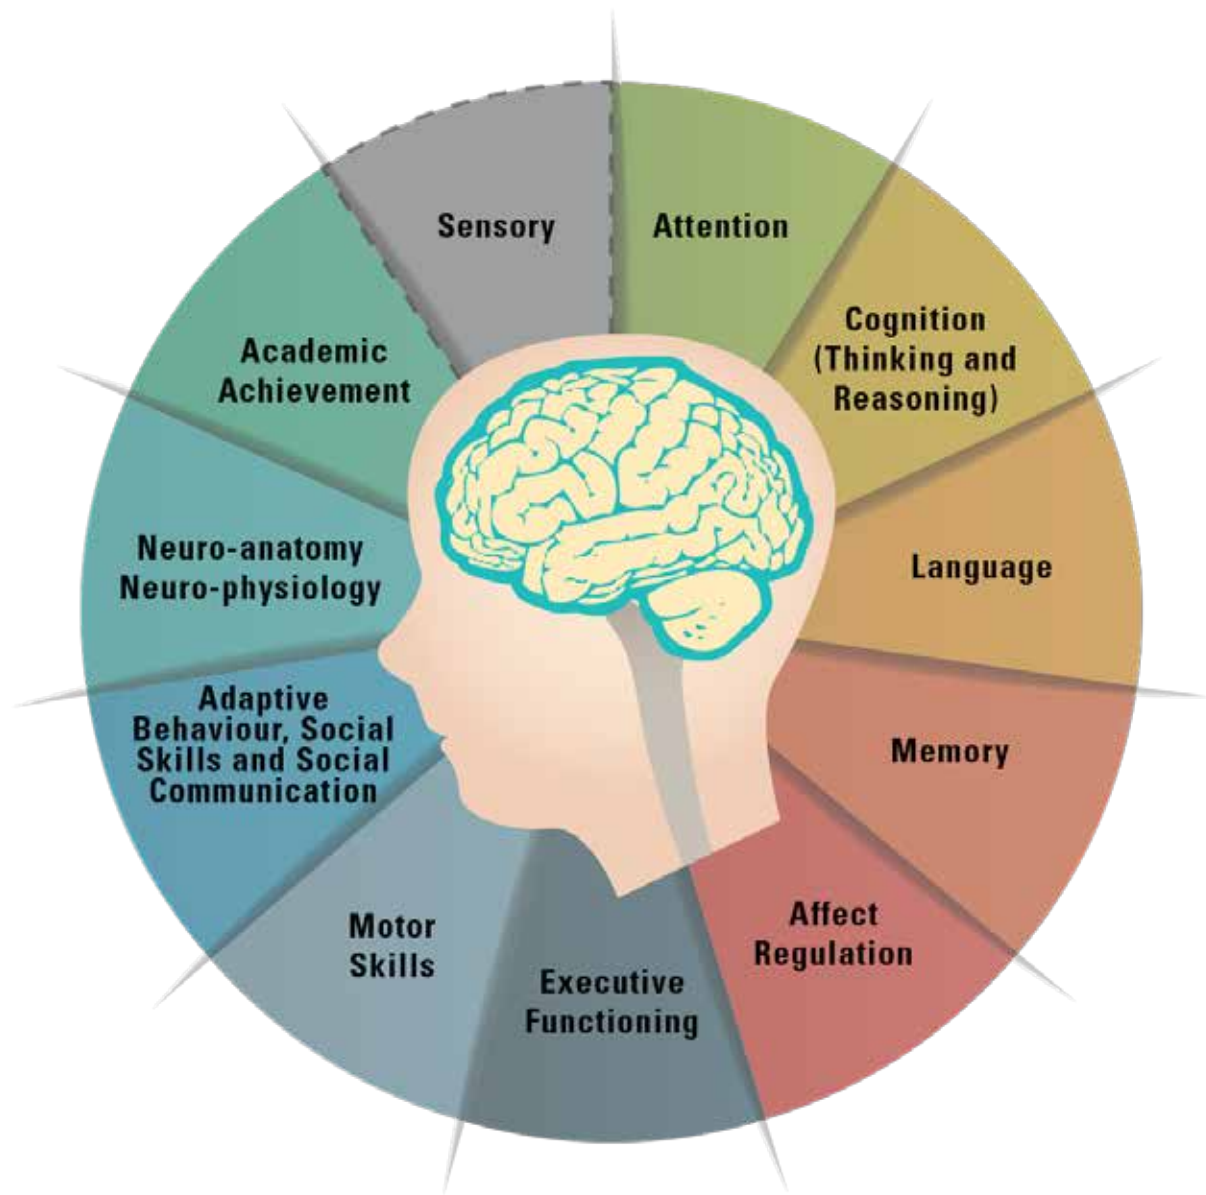 Sensory
Attention
Cognition
(Thinking and
Reasoning)
Language
Memory
Affect
Regulation
Executive
Functioning
Motor
Skills
Adaptive
Behaviour, Social
Skills and Social
Communication
Neuro-anatomy
Neuro-physiology
Academic
Achievement